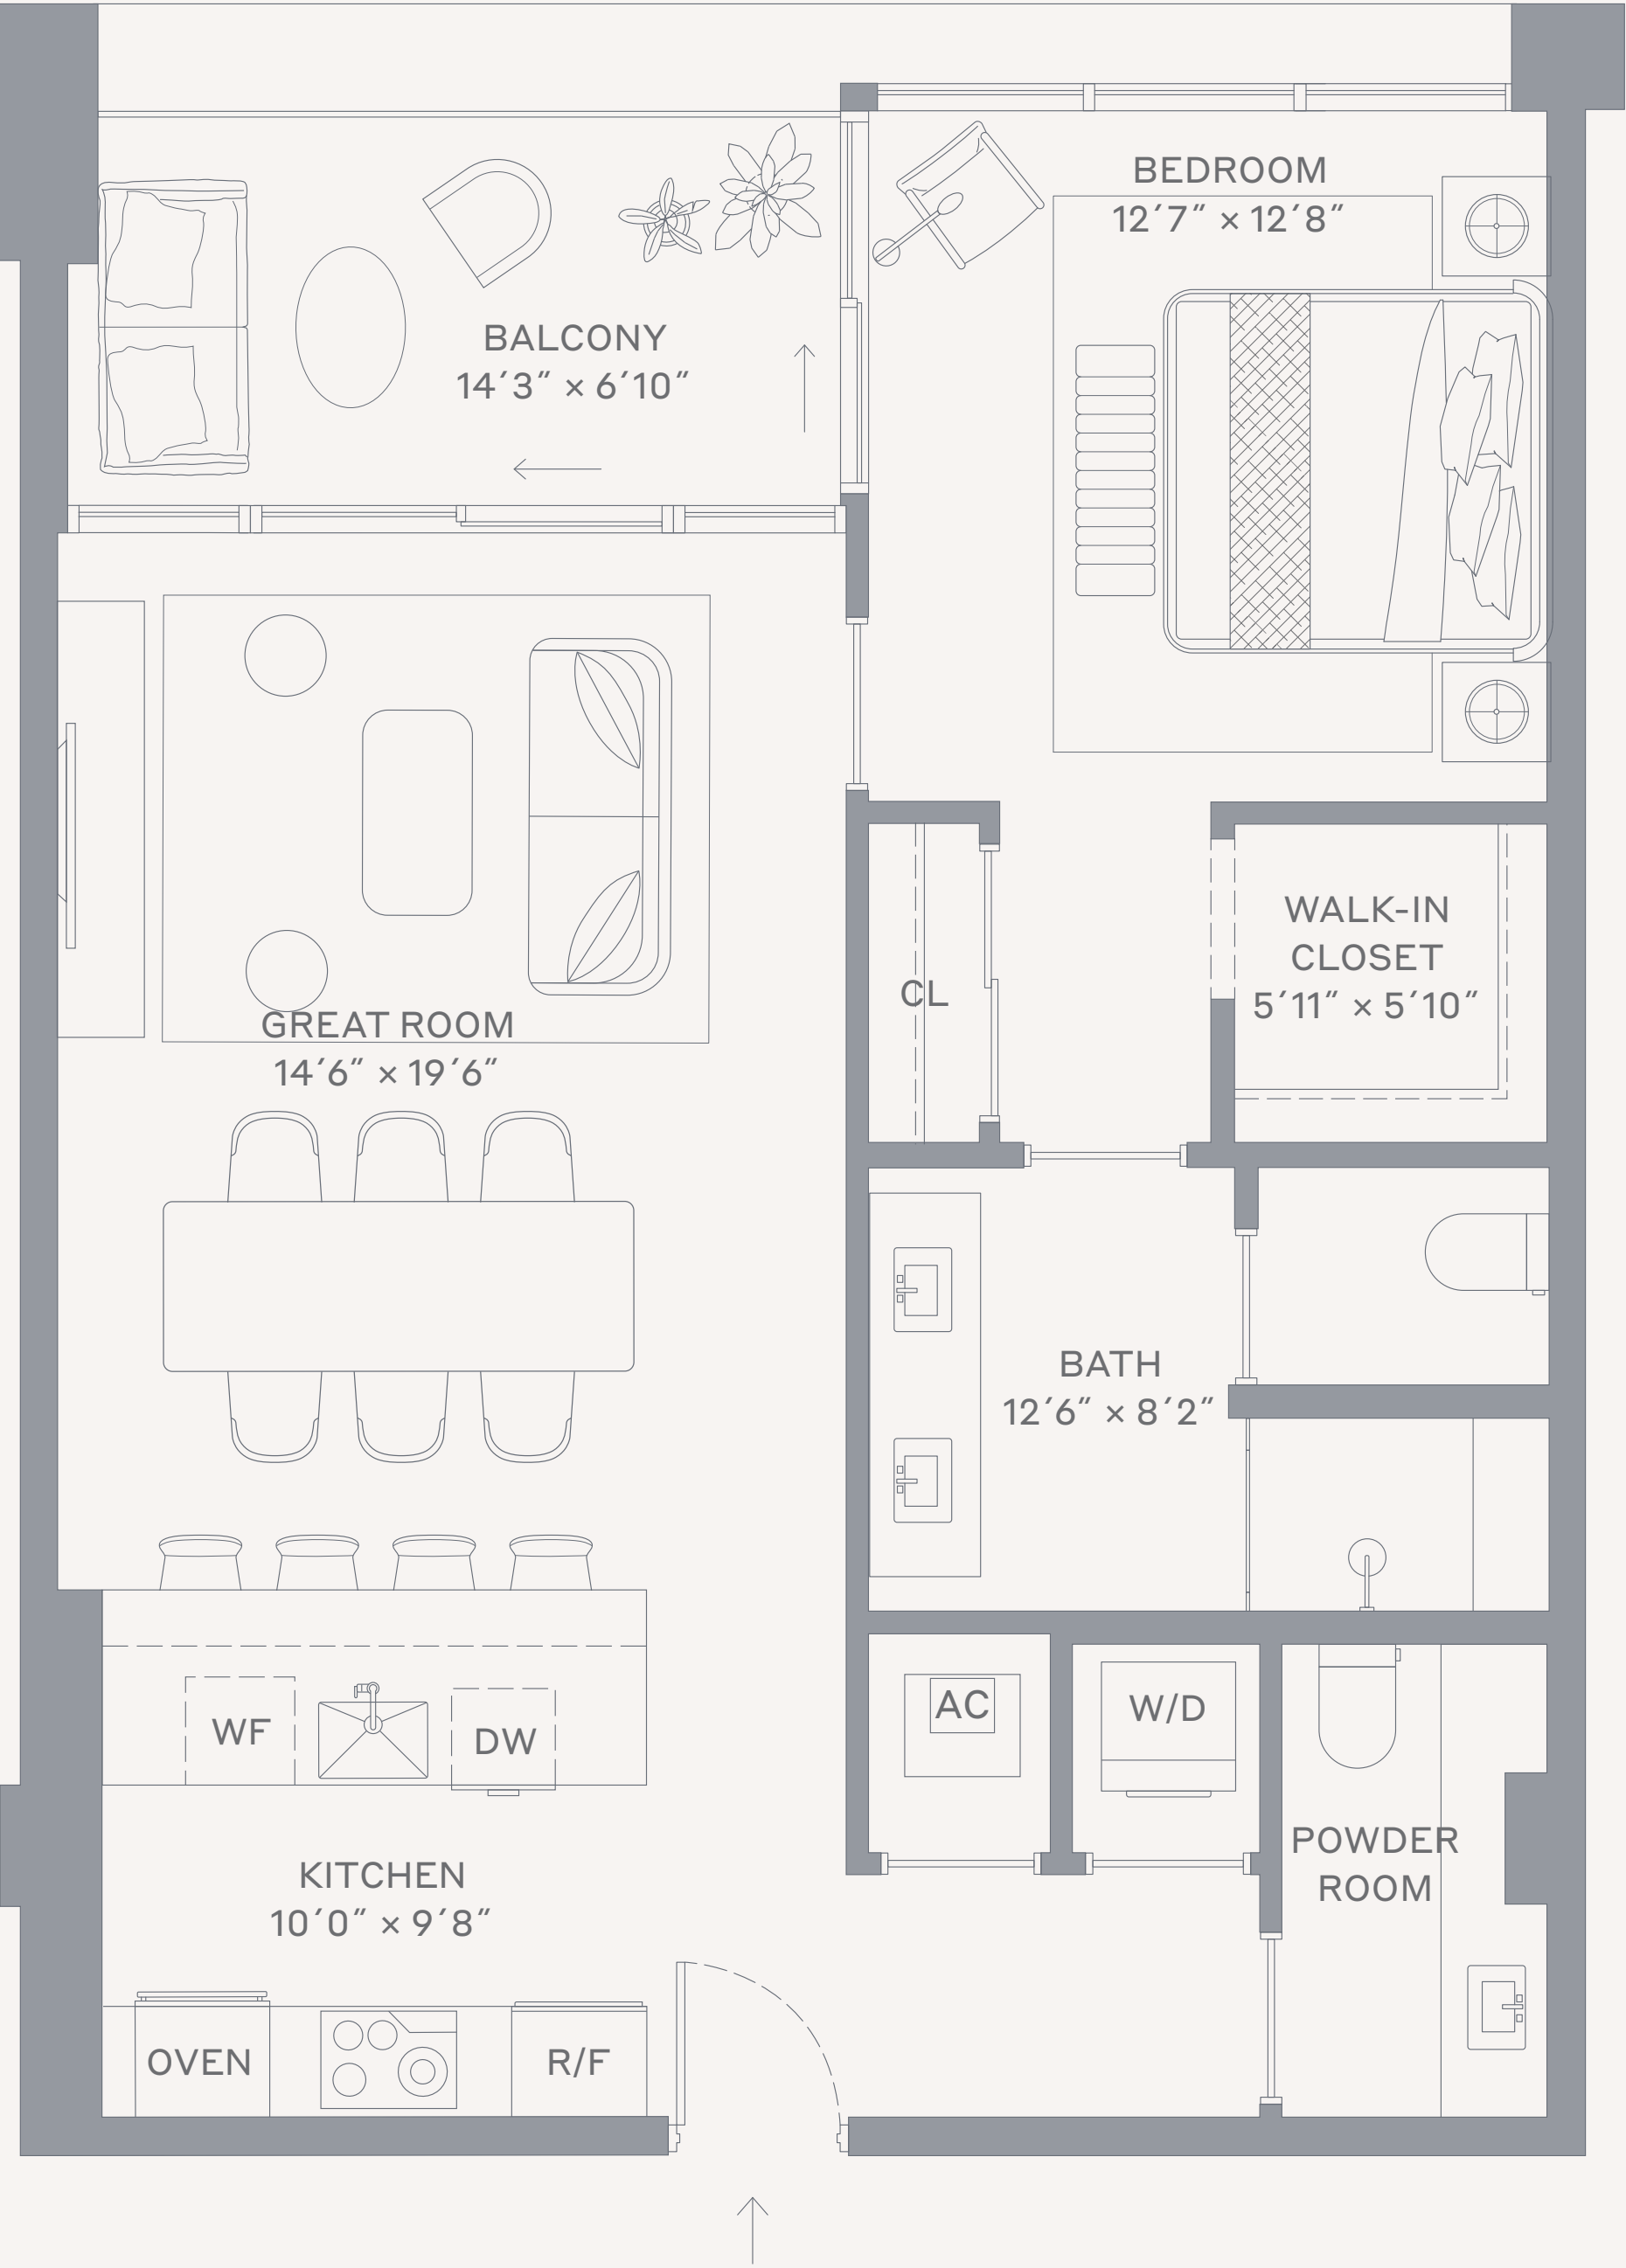 BEDROOM
12´7˝ × 12´8˝
BALCONY
14´3˝ × 6´10˝
WALK-IN
CLOSET
5´11˝ × 5´10˝
CL
GREAT ROOM
14´6˝ × 19´6˝
BATH
12´6˝ × 8´2˝
WF
DW
AC
W/D
POWDER
ROOM
KITCHEN
10´0˝ × 9´8˝
OVEN
R/F